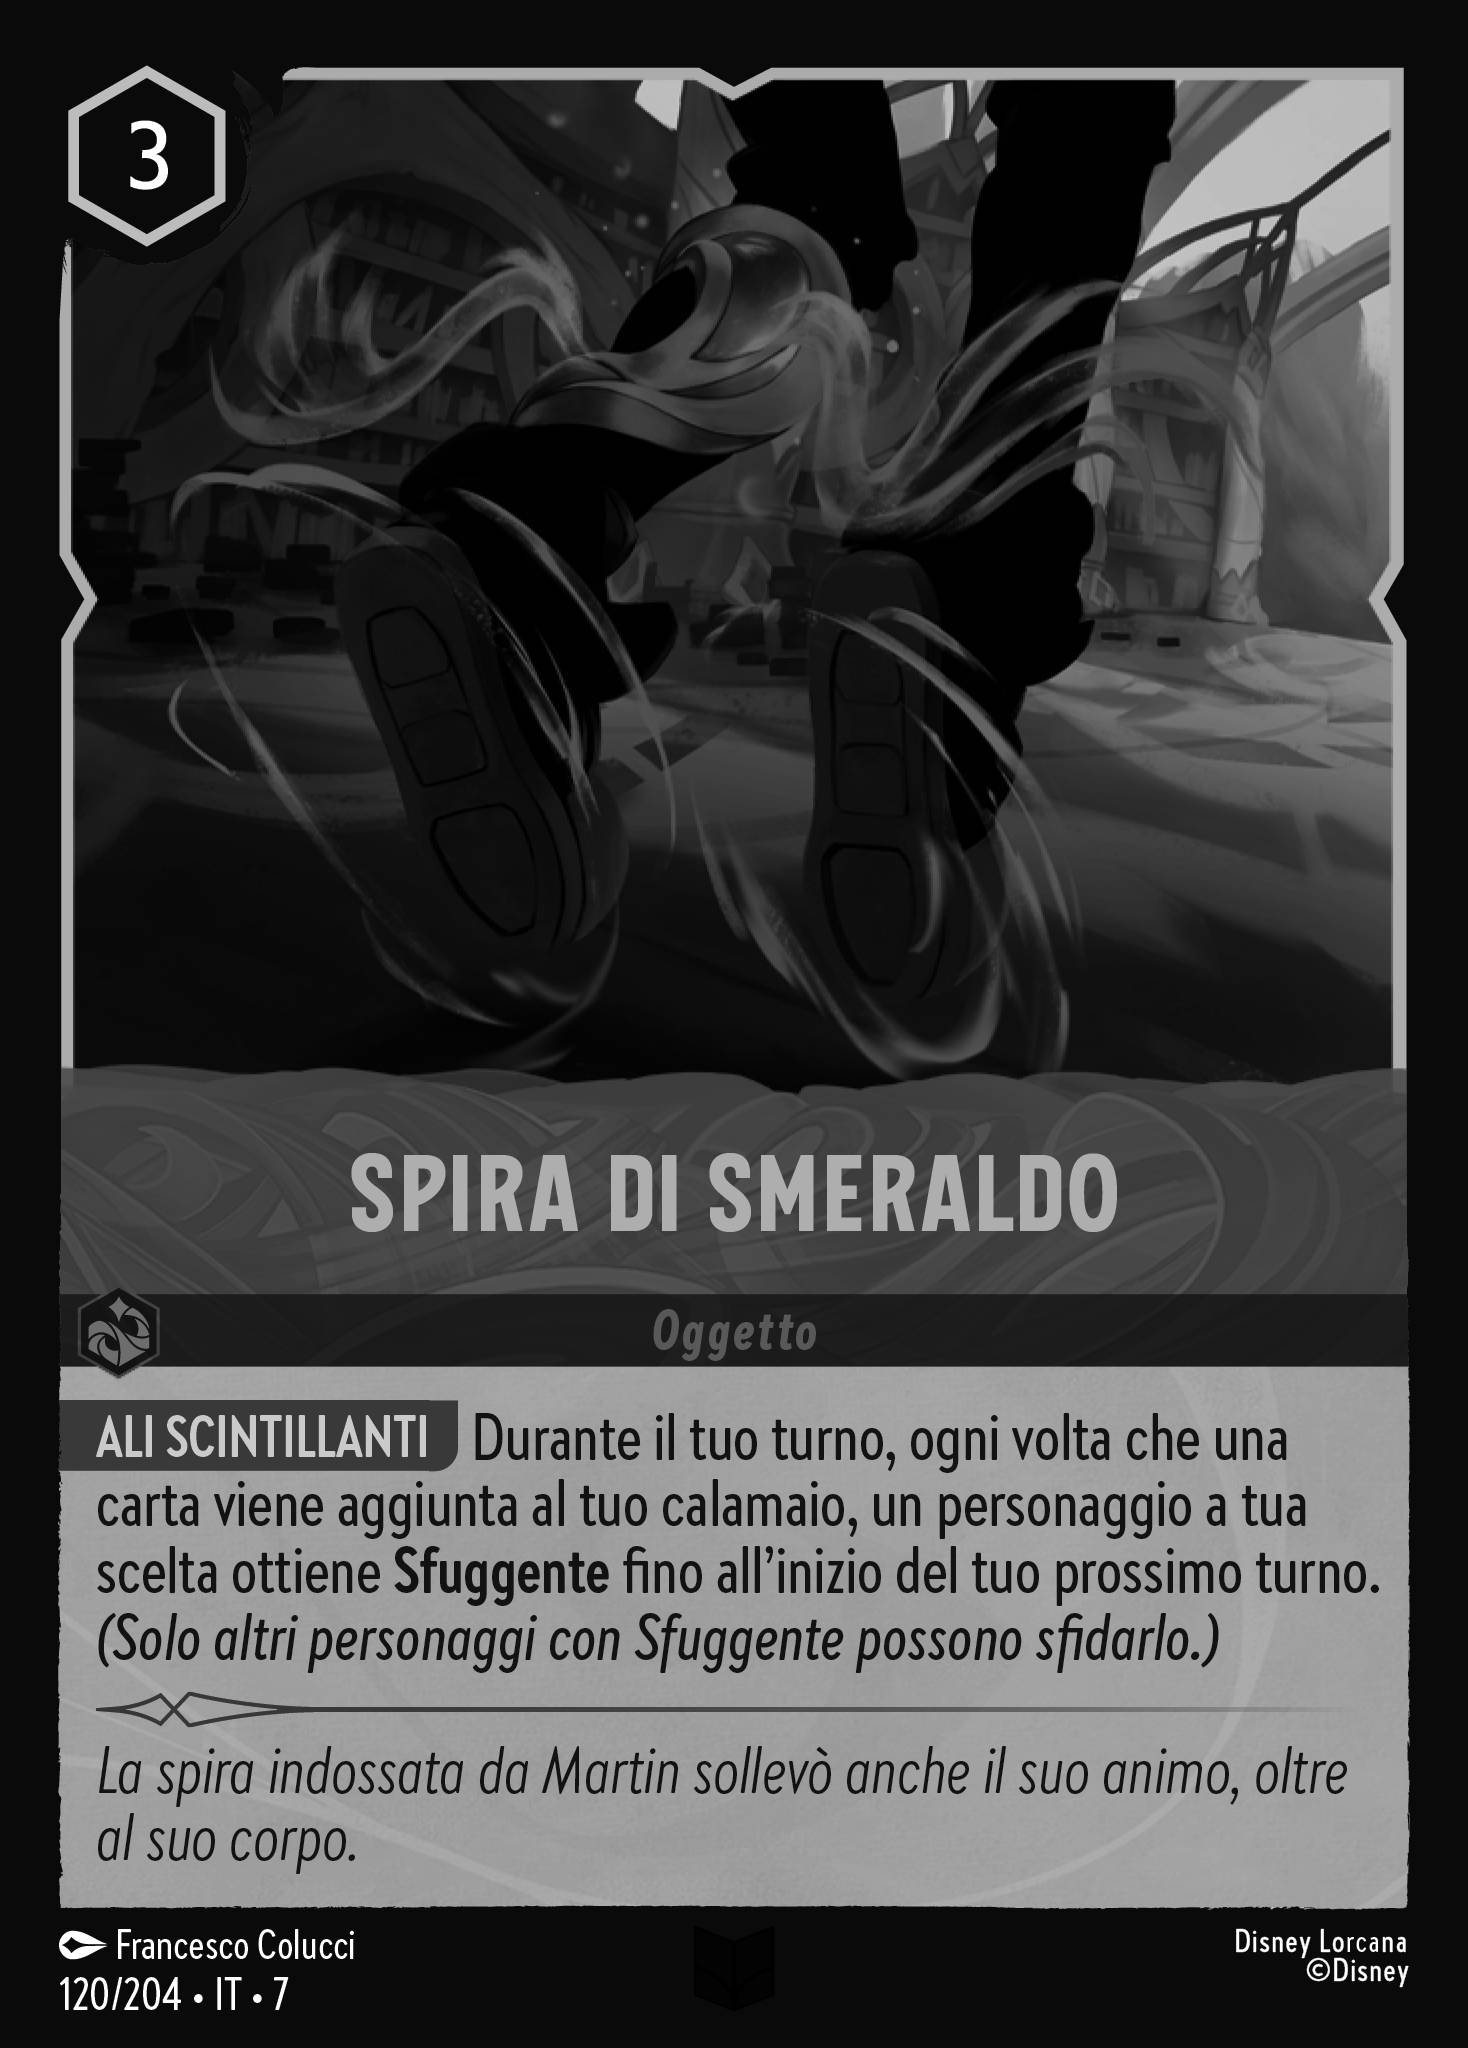 3
SPIRA DI SMERALDO
Oggetto
ALI SCINTILLANTI Durante il tuo turno, ogni volta che una
carta viene aggiunta al tuo calamaio, un personaggio a tua
scelta ottiene Sfuggente fino all’inizio del tuo prossimo turno.
(Solo altri personaggi con Sfuggente possono sfidarlo.)
La spira indossata da Martin sollevò anche il suo animo, oltre
al suo corpo.
Francesco Colucci
120/204 • IT • 7
Disney Lorcana
©Disney